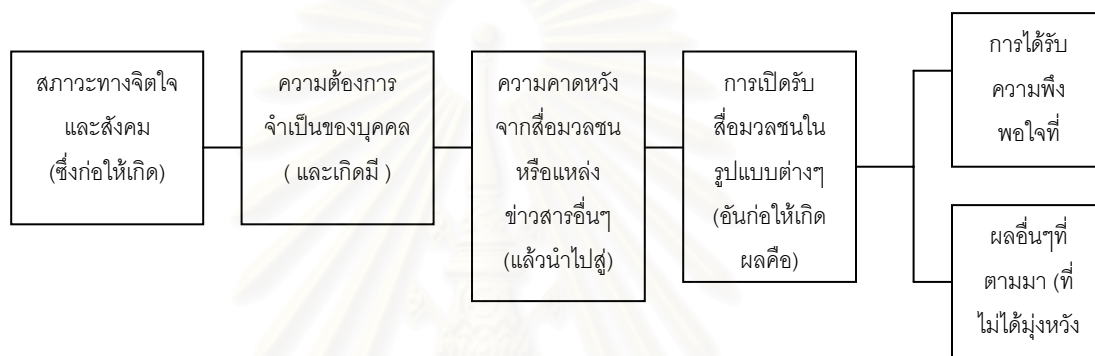 สภาวะทางจิตใจ
และสังคม
(ซึ่งก่อให้เกิด)
ความต้องการ
จำเป็นของบุคคล
( และเกิดมี )
ความคาดหวัง
จากสื่อมวลชน
หรือแหล่ง
ข่าวสารอื่นๆ
(แล้วนำไปสู่)
การเปิดรับ
สื่อมวลชนใน
รูปแบบต่างๆ
(อันก่อให้เกิด
ผลคือ)
การได้รับ
ความพึง
พอใจที่
ผลอื่นๆที่
ตามมา (ที่
ไม่ได้มุ่งหวัง